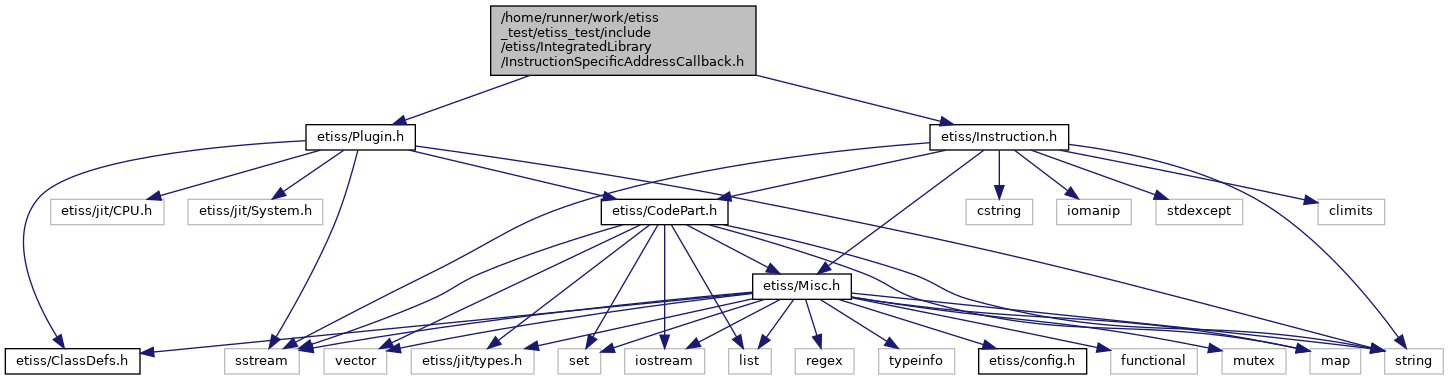 /home/runner/work/etiss
_test/etiss_test/include
/etiss/IntegratedLibrary
/InstructionSpecificAddressCallback.h
etiss/Plugin.h
etiss/Instruction.h
etiss/jit/CPU.h
etiss/jit/System.h
etiss/CodePart.h
cstring
iomanip
stdexcept
climits
etiss/Misc.h
etiss/ClassDefs.h
sstream
vector
etiss/jit/types.h
set
iostream
list
regex
typeinfo
etiss/config.h
functional
mutex
map
string